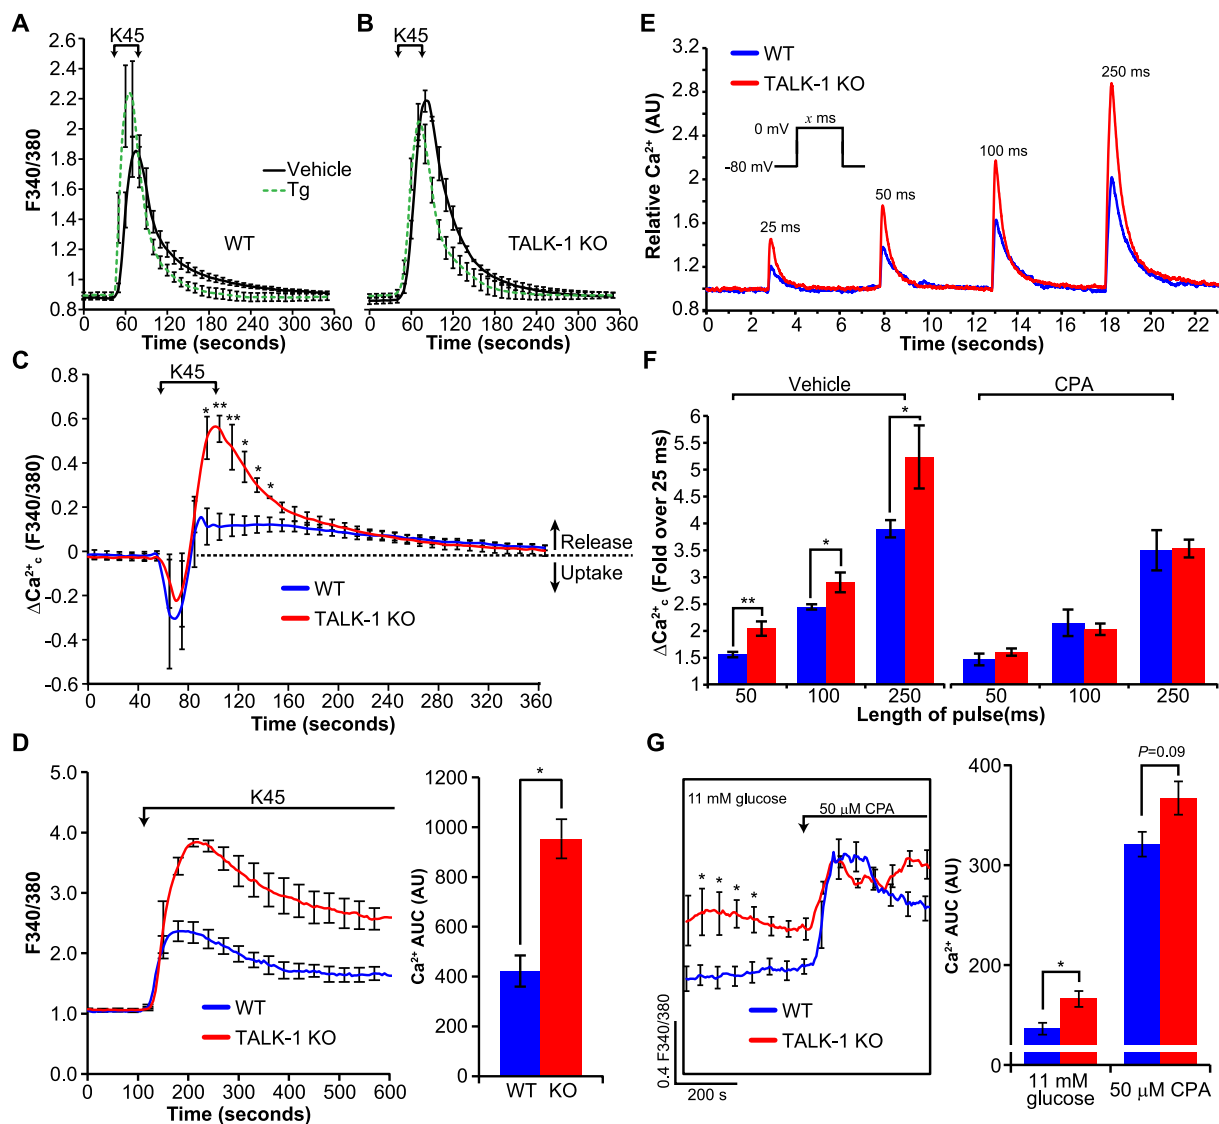 A
K45
2.6
2.4
2.2
2.0
1.8
1.6
1.4
1.2
1.0
0.8
F340/380
Vehicle
Tg
WT
0 60 120 180 240 300 360
Time (seconds)
B
K45
TALK-1 KO
0 60 120 180 240 300 360
Time (seconds)
C
K45
0.8
0.6
0.4
0.2
0
-0.2
-0.4
-0.6
ΔCa²⁺c (F340/380)
* ** ** * * *
Release
Uptake
WT
TALK-1 KO
0 40 80 120 160 200 240 280 320 360
Time (seconds)
D
5.0
4.0
3.0
2.0
1.0
0.0
F340/380
K45
WT
TALK-1 KO
0 100 200 300 400 500 600
Time (seconds)
1200
1000
800
600
400
200
0
Ca²⁺ AUC (AU)
*
WT KO
E
3.2
2.8
2.4
2.0
1.6
1.2
0.8
Relative Ca²⁺ (AU)
WT
TALK-1 KO
0 mV
x ms
-80 mV
25 ms
50 ms
100 ms
250 ms
0 2 4 6 8 10 12 14 16 18 20 22
Time (seconds)
F
Vehicle CPA
6
5.5
5
4.5
4
3.5
3
2.5
2
1.5
1
ΔCa²⁺c (Fold over 25 ms)
**
*
*
50 100 250 50 100 250
Length of pulse(ms)
G
11 mM glucose
50 μM CPA
* * * *
WT
TALK-1 KO
0.4 F340/380
200 s
400
300
200
0
Ca²⁺ AUC (AU)
*
P=0.09
11 mM
glucose
50 μM CPA